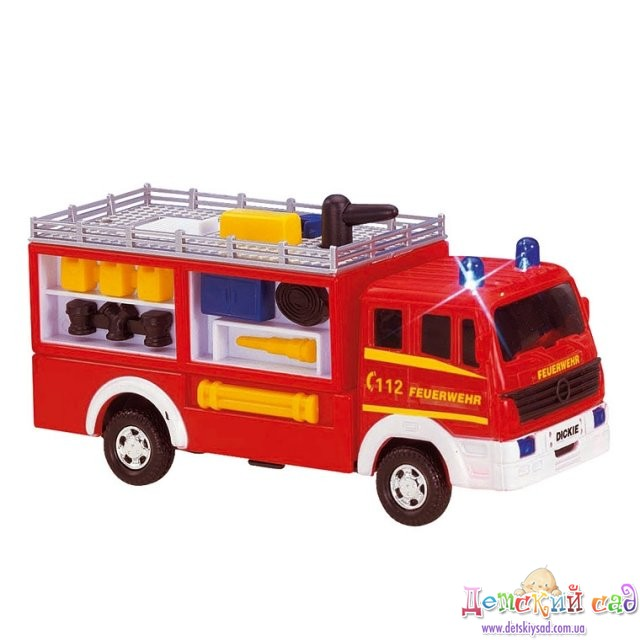 FEUERWEHR
112 FEUERWEHR
DICKIE
Детский сад
www.detskiysad.com.ua